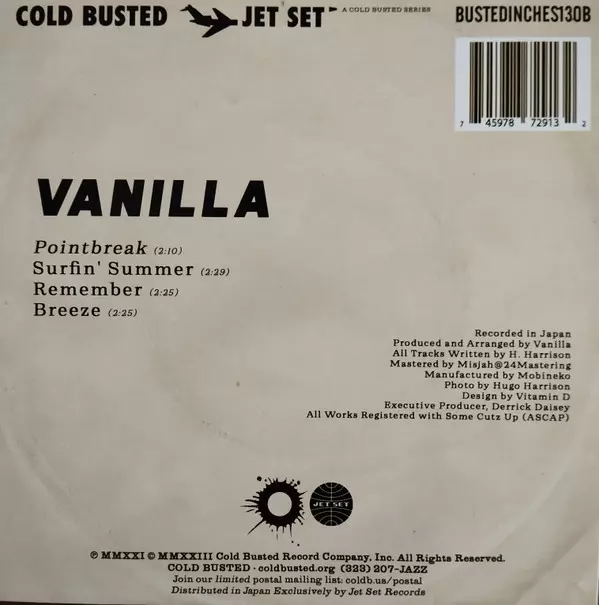 COLD BUSTED JET SET A COLD BUSTED SERIES BUSTEDINCHES130B
7 45978 72913 2
VANILLA
Pointbreak (2:10)
Surfin' Summer (2:29)
Remember (2:25)
Breeze (2:25)
Recorded in Japan
Produced and Arranged by Vanilla
All Tracks Written by H. Harrison
Mastered by Misjah@24Mastering
Manufactured by Mobineko
Photo by Hugo Harrison
Design by Vitamin D
Executive Producer, Derrick Daisey
All Works Registered with Some Cutz Up (ASCAP)
JET SET
℗ MMXXI © MMXXIII Cold Busted Record Company, Inc. All Rights Reserved.
COLD BUSTED · coldbusted.org (323) 207-JAZZ
Join our limited postal mailing list: coldb.us/postal
Distributed in Japan Exclusively by Jet Set Records